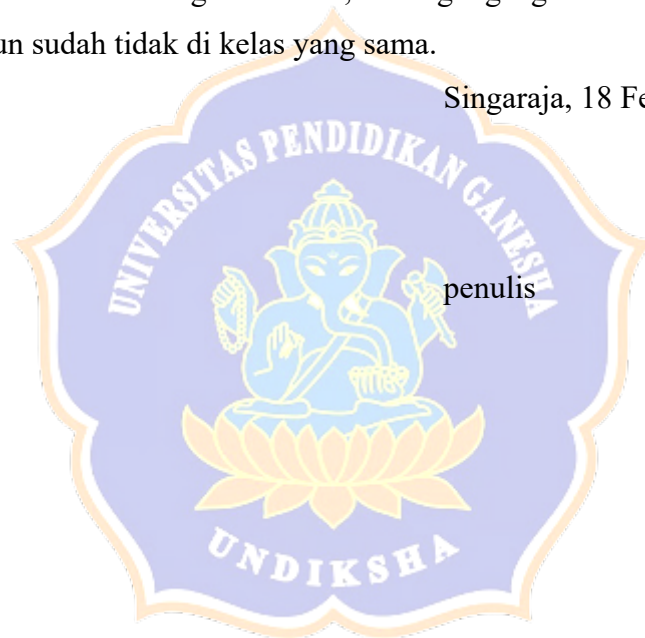 un sudah tidak di kelas yang sama.
Singaraja, 18 Fe
UNIVERSITAS PENDIDIKAN GANESHA
penulis
UNDIKSHA